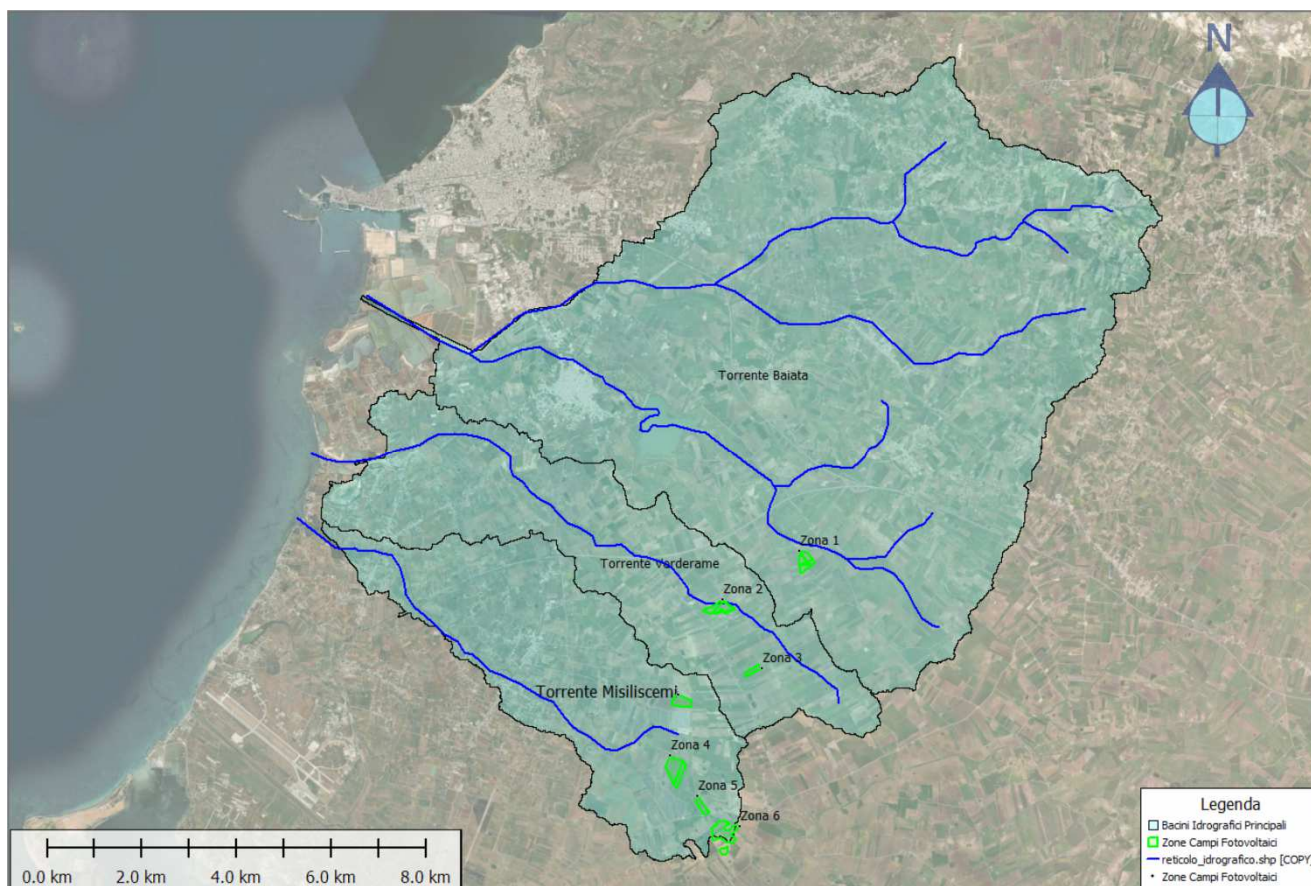 N
Torrente Baiata
Zona 1
Torrente Verderame
Zona 2
Zona 3
Torrente Misiliscemi
Zona 4
Zona 5
Zona 6
Legenda
Bacini Idrografici Principali
Zone Campi Fotovoltaici
reticolo_idrografico.shp [COPY]
Zone Campi Fotovoltaici
0.0 km 2.0 km 4.0 km 6.0 km 8.0 km